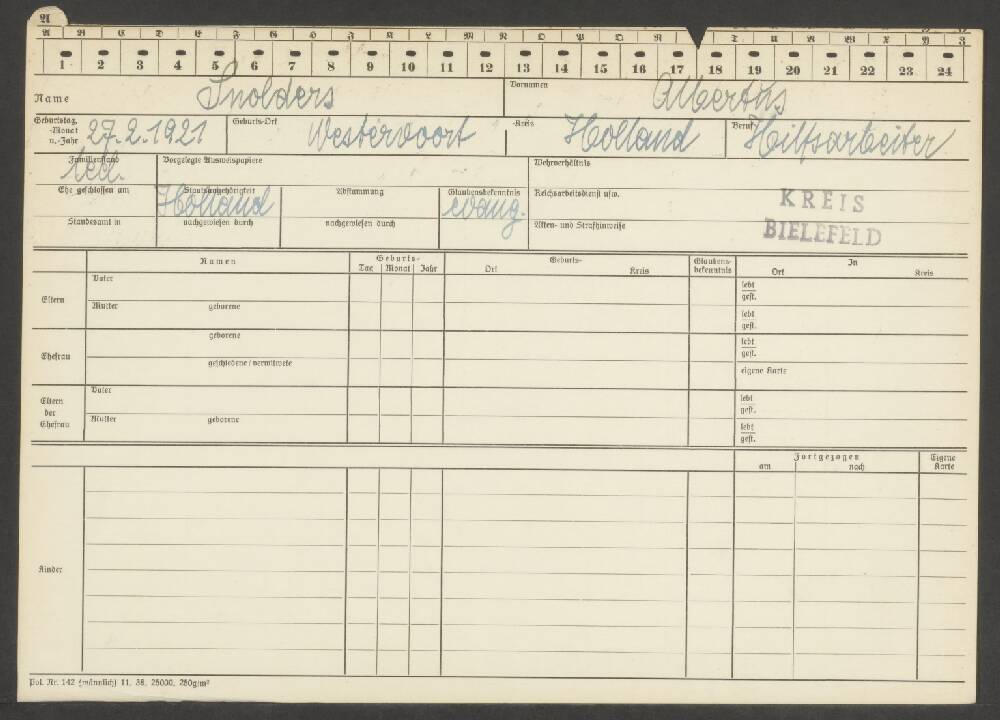 A
A B C D E F G H J K L M N O P Q R T U V W X Y Z
1 2 3 4 5 6 7 8 9 10 11 12 13 14 15 16 17 18 19 20 21 22 23 24
Name Snolders Vornamen Albertus
Geburtstag, -Monat u. -Jahr 27.2.1921 Geburts-Ort Westervoort -Kreis Holland Beruf Hilfsarbeiter
Familienstand led. Vorgelegte Ausweispapiere Wehrverhältnis
Ehe geschlossen am Staatsangehörigkeit Holland Abstammung Glaubensbekenntnis evang. Reichsarbeitsdienst usw.
Standesamt in nachgewiesen durch nachgewiesen durch Akten- und Strafhinweise
KREIS
BIELEFELD
Namen Geburts- Geburts- Glaubens- In
Tag Monat Jahr Ort Kreis bekenntnis Ort Kreis
Eltern Vater lebt
gest.
Mutter geborene lebt
gest.
Ehefrau geborene lebt
gest.
geschiedene / verwitwete eigene Karte
Eltern der Ehefrau Vater lebt
gest.
Mutter geborene lebt
gest.
Fortgezogen Eigene
am nach Karte
Kinder
Pol. Nr. 142 (männlich) 11. 38. 25000. 250g/m²